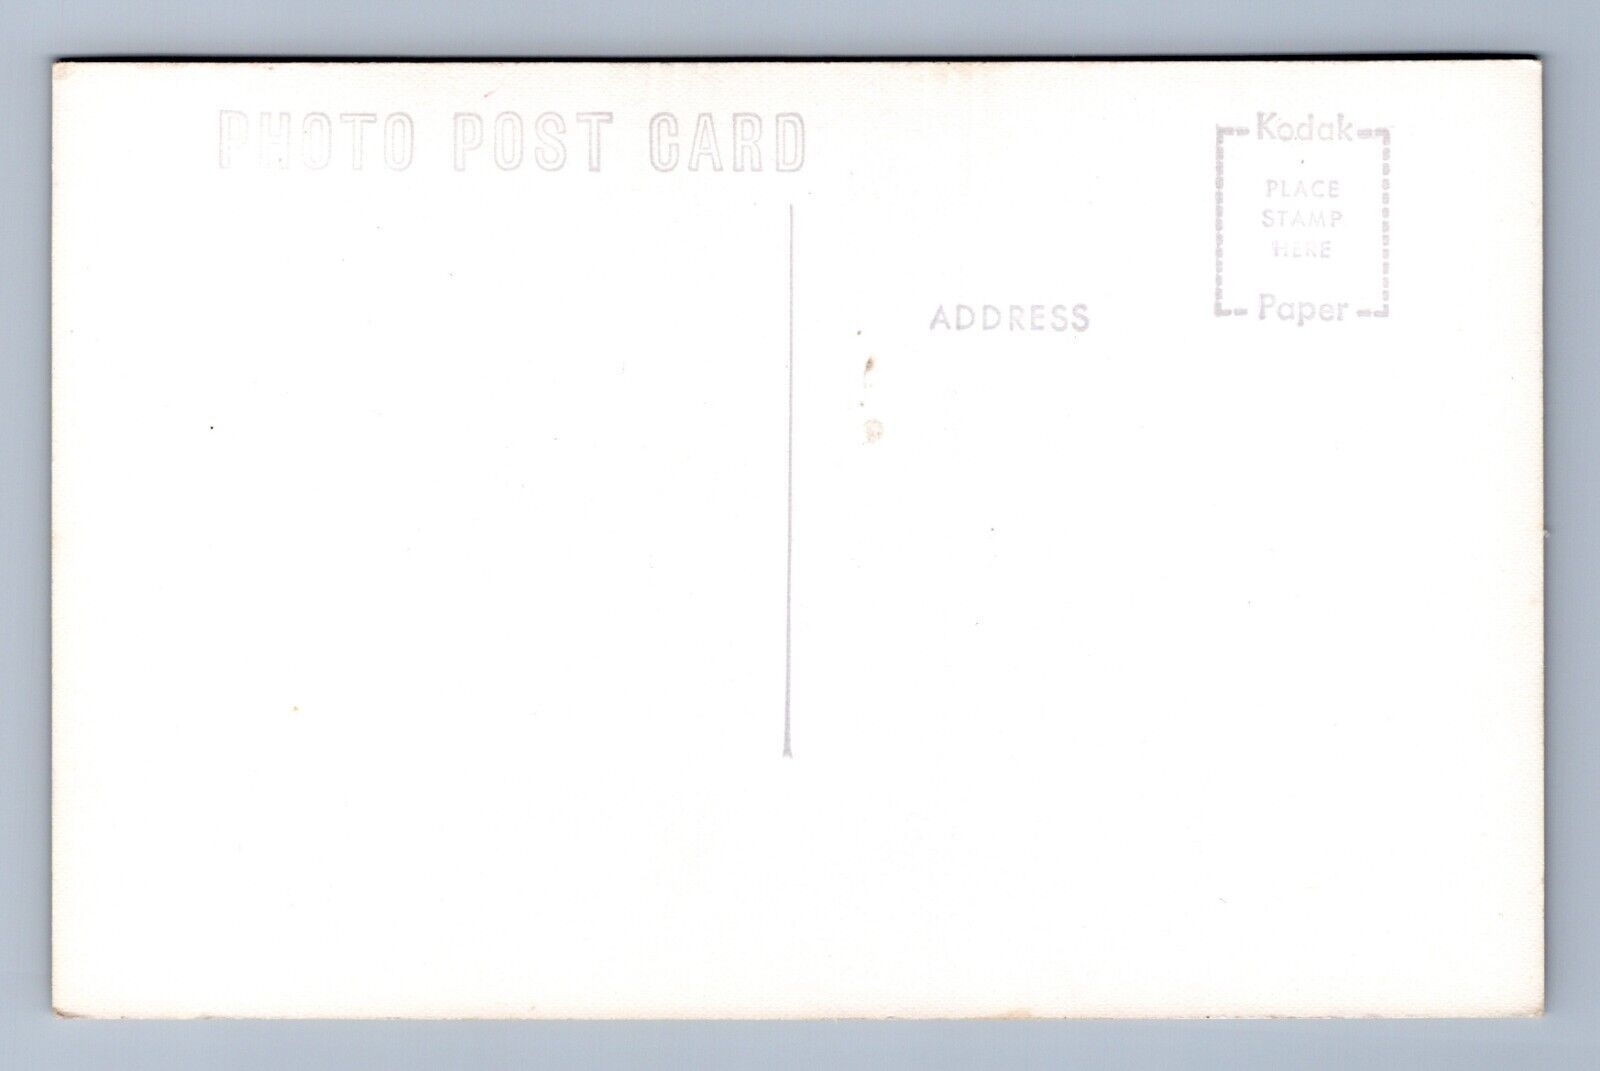 PHOTO POST CARD
Kodak
PLACE
STAMP
HERE
Paper
ADDRESS